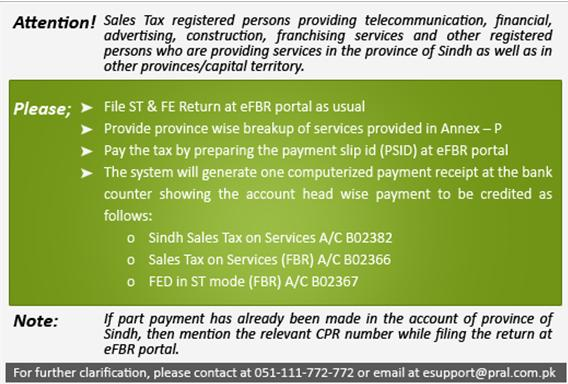 Attention! Sales Tax registered persons providing telecommunication, financial,
advertising, construction, franchising services and other registered
persons who are providing services in the province of Sindh as well as in
other provinces/capital territory.
Please; ➤ File ST & FE Return at eFBR portal as usual
➤ Provide province wise breakup of services provided in Annex – P
➤ Pay the tax by preparing the payment slip id (PSID) at eFBR portal
➤ The system will generate one computerized payment receipt at the bank
counter showing the account head wise payment to be credited as
follows:
o Sindh Sales Tax on Services A/C B02382
o Sales Tax on Services (FBR) A/C B02366
o FED in ST mode (FBR) A/C B02367
Note: If part payment has already been made in the account of province of
Sindh, then mention the relevant CPR number while filing the return at
eFBR portal.
For further clarification, please contact at 051-111-772-772 or email at esupport@pral.com.pk